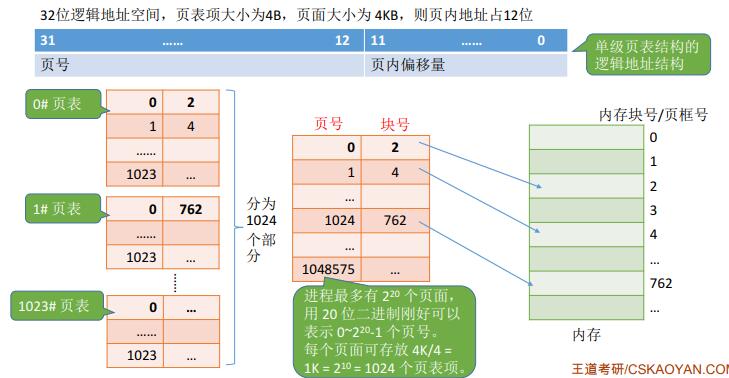 32位逻辑地址空间，页表项大小为4B，页面大小为 4KB，则页内地址占12位
31 …… 12 11 …… 0
页号 页内偏移量
单级页表结构的
逻辑地址结构
0# 页表
0 2
1 4
……
1023 …
1# 页表
0 762
……
1023 …
1023# 页表
0 …
……
1023 …
分为
1024
个部
分
页号 块号
0 2
1 4
…
1024 762
…
1048575 …
进程最多有 2²⁰ 个页面，
用 20 位二进制刚好可以
表示 0~2²⁰-1 个页号。
每个页面可存放 4K/4 =
1K = 2¹⁰ = 1024 个页表项。
内存块号/页框号
0
1
2
3
4
…
762
…
内存
王道考研/CSKAOYAN.COM